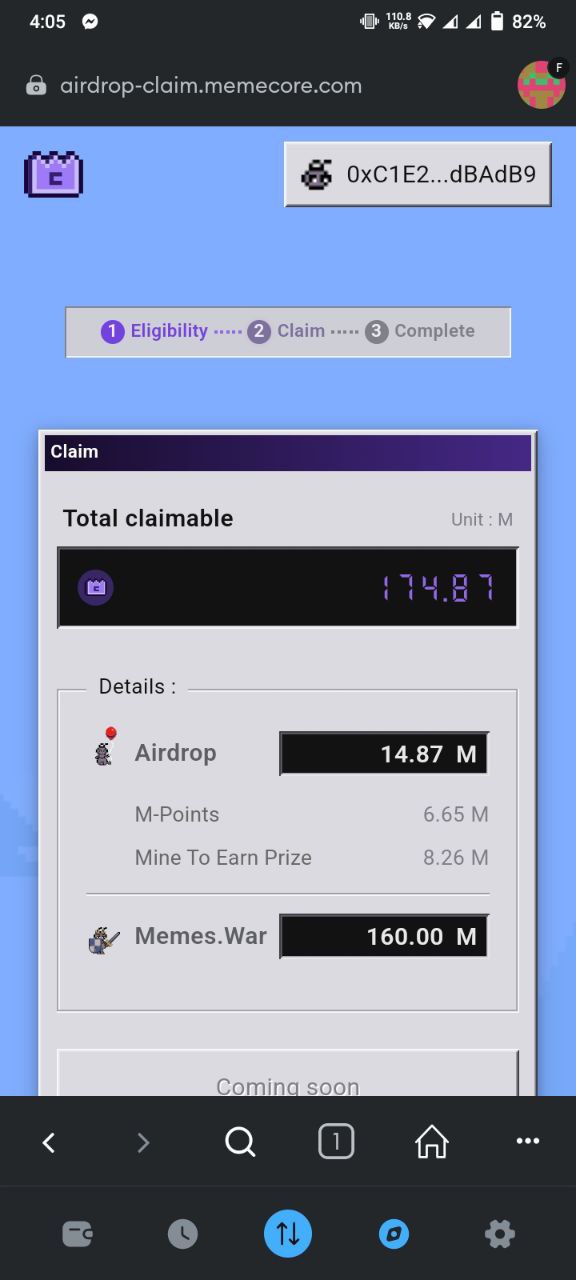 4:05 110.8 KB/s 82%
airdrop-claim.memecore.com F
0xC1E2...dBAdB9
1 Eligibility ····· 2 Claim ····· 3 Complete
Claim
Total claimable Unit : M
174.87
Details :
Airdrop 14.87 M
M-Points 6.65 M
Mine To Earn Prize 8.26 M
Memes.War 160.00 M
Coming soon
1